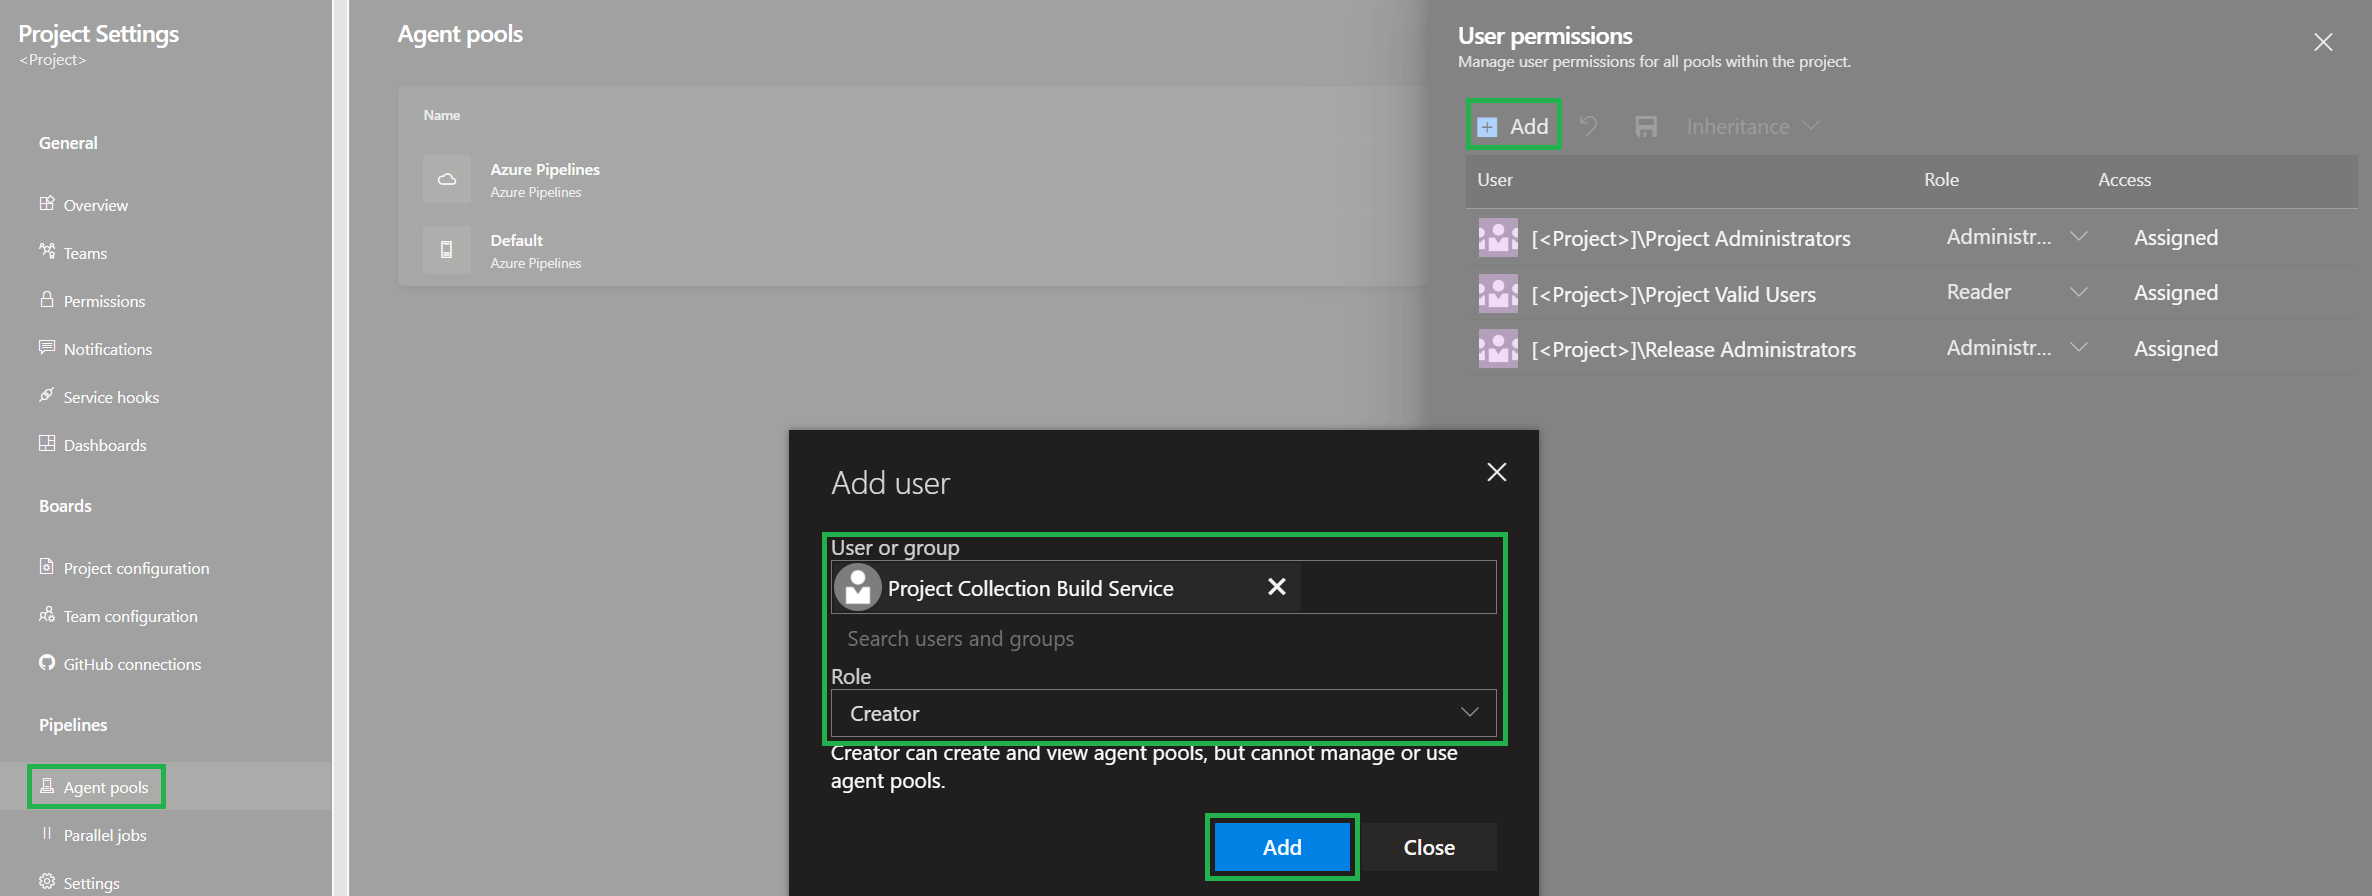 Project Settings
<Project>
General
Overview
Teams
Permissions
Notifications
Service hooks
Dashboards
Boards
Project configuration
Team configuration
GitHub connections
Pipelines
Agent pools
Parallel jobs
Settings
Agent pools
Name
Azure Pipelines
Azure Pipelines
Default
Azure Pipelines
User permissions
Manage user permissions for all pools within the project.
Add Inheritance
User Role Access
[<Project>]\Project Administrators Administr... Assigned
[<Project>]\Project Valid Users Reader Assigned
[<Project>]\Release Administrators Administr... Assigned
Add user
User or group
Project Collection Build Service
Search users and groups
Role
Creator
Creator can create and view agent pools, but cannot manage or use
agent pools.
Add Close